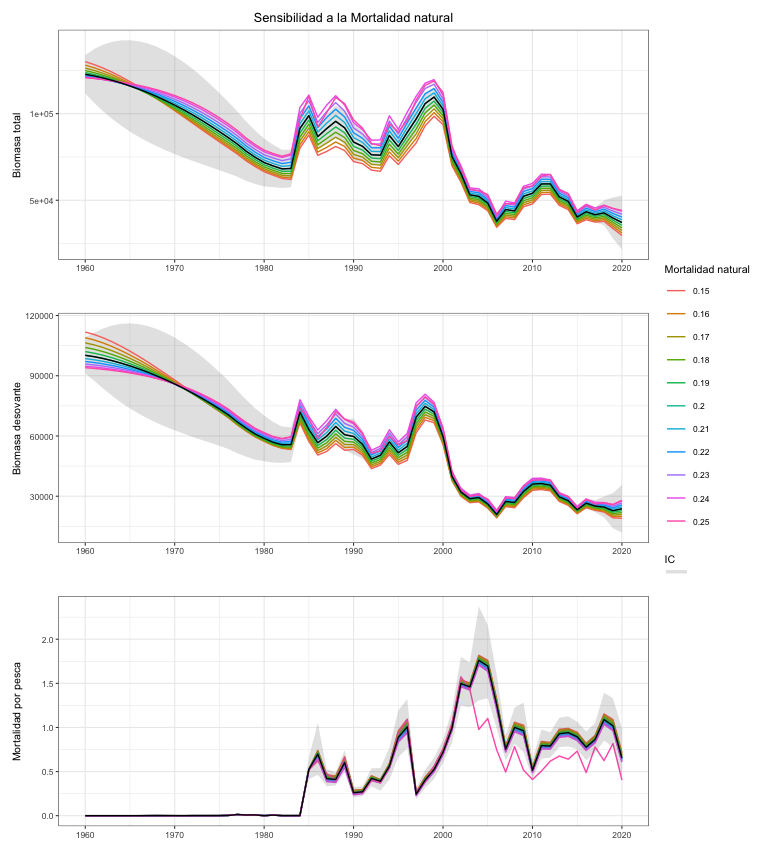 Sensibilidad a la Mortalidad natural
Biomasa total
1e+05
5e+04
1960 1970 1980 1990 2000 2010 2020
Biomasa desovante
120000
90000
60000
30000
1960 1970 1980 1990 2000 2010 2020
Mortalidad por pesca
2.0
1.5
1.0
0.5
0.0
1960 1970 1980 1990 2000 2010 2020
Mortalidad natural
0.15
0.16
0.17
0.18
0.19
0.2
0.21
0.22
0.23
0.24
0.25
IC